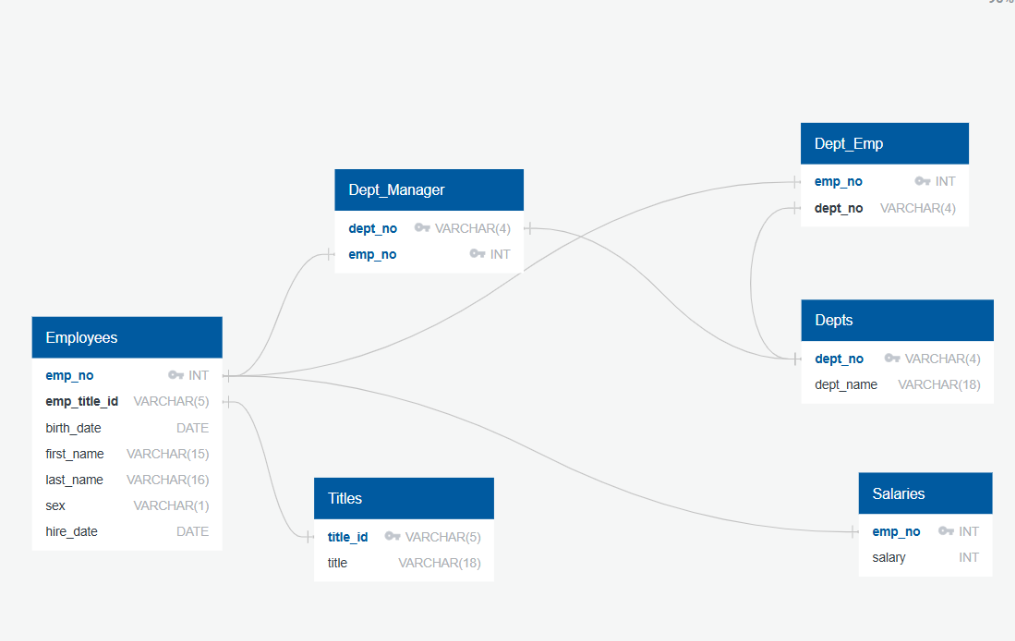 Dept_Emp
emp_no INT
dept_no VARCHAR(4)
Dept_Manager
dept_no VARCHAR(4)
emp_no INT
Employees
emp_no INT
emp_title_id VARCHAR(5)
birth_date DATE
first_name VARCHAR(15)
last_name VARCHAR(16)
sex VARCHAR(1)
hire_date DATE
Depts
dept_no VARCHAR(4)
dept_name VARCHAR(18)
Titles
title_id VARCHAR(5)
title VARCHAR(18)
Salaries
emp_no INT
salary INT